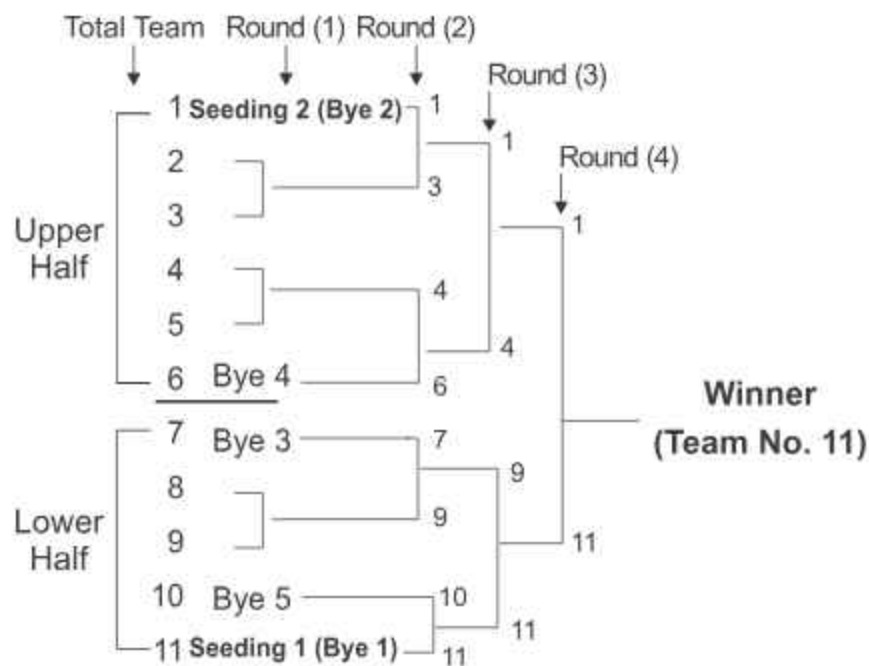 Total Team Round (1) Round (2)
Round (3)
1 Seeding 2 (Bye 2) 1
1
2
Round (4)
3
3
1
Upper
Half
4
4
5
4
6 Bye 4 6
Winner
(Team No. 11)
7 Bye 3 7
9
8
9
Lower
Half
9
11
10 Bye 5 10
11
11 Seeding 1 (Bye 1) 11